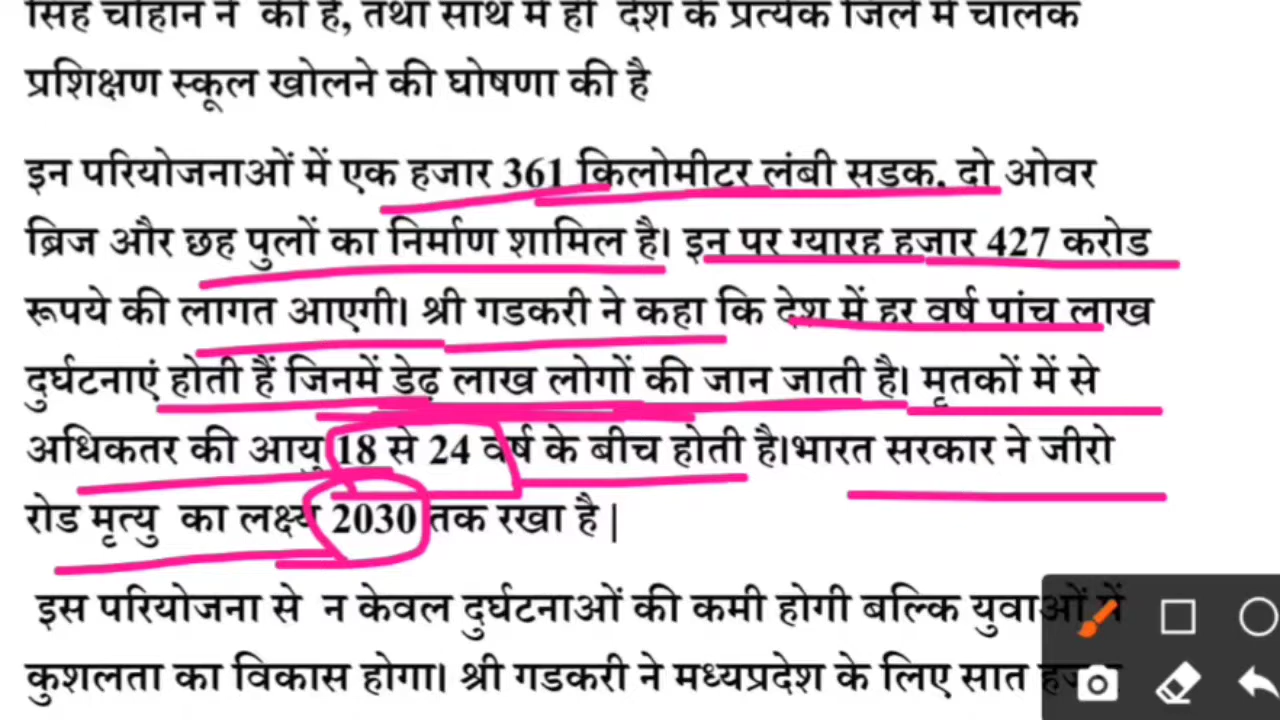 सिंह चौहान ने की है, तथा साथ में ही देश के प्रत्येक जिले में चालक
प्रशिक्षण स्कूल खोलने की घोषणा की है
इन परियोजनाओं में एक हजार 361 किलोमीटर लंबी सडक, दो ओवर
ब्रिज और छह पुलों का निर्माण शामिल है। इन पर ग्यारह हजार 427 करोड
रूपये की लागत आएगी। श्री गडकरी ने कहा कि देश में हर वर्ष पांच लाख
दुर्घटनाएं होती हैं जिनमें डेढ़ लाख लोगों की जान जाती है। मृतकों में से
अधिकतर की आयु 18 से 24 वर्ष के बीच होती है।भारत सरकार ने जीरो
रोड मृत्यु का लक्ष्य 2030 तक रखा है |
इस परियोजना से न केवल दुर्घटनाओं की कमी होगी बल्कि युवाओं में
कुशलता का विकास होगा। श्री गडकरी ने मध्यप्रदेश के लिए सात